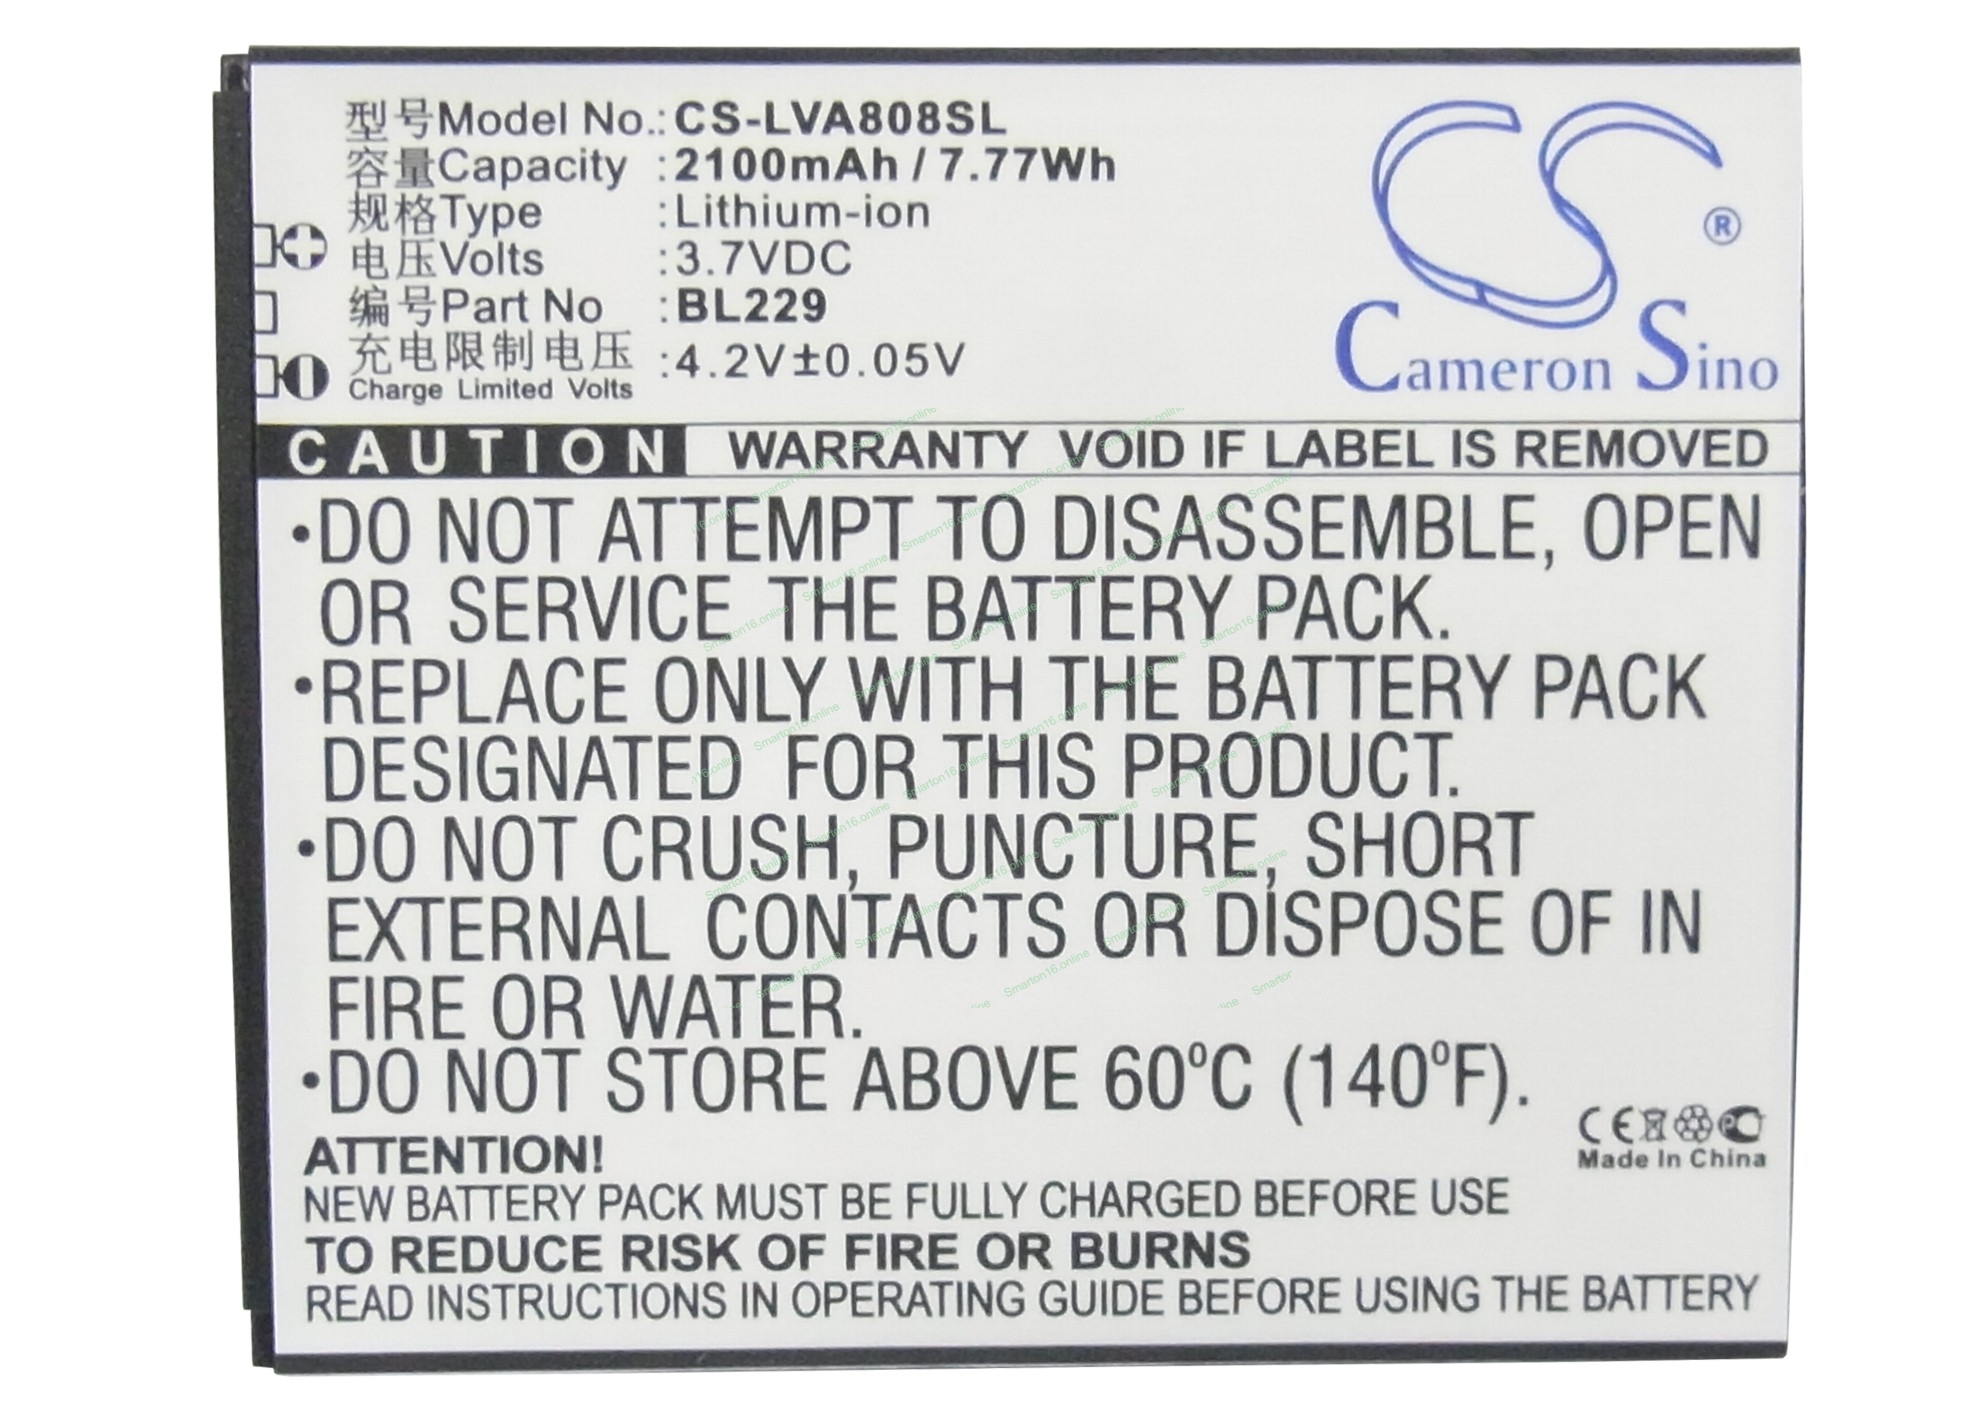 型号Model No.: CS-LVA808SL
容量Capacity : 2100mAh / 7.77Wh
规格Type : Lithium-ion
电压Volts : 3.7VDC
编号Part No : BL229
充电限制电压 : 4.2V±0.05V
Charge Limited Volts
®
Cameron Sino
CAUTION WARRANTY VOID IF LABEL IS REMOVED
•DO NOT ATTEMPT TO DISASSEMBLE, OPEN
OR SERVICE THE BATTERY PACK.
•REPLACE ONLY WITH THE BATTERY PACK
DESIGNATED FOR THIS PRODUCT.
•DO NOT CRUSH, PUNCTURE, SHORT
EXTERNAL CONTACTS OR DISPOSE OF IN
FIRE OR WATER.
•DO NOT STORE ABOVE 60ºC (140ºF).
CE
Made In China
ATTENTION!
NEW BATTERY PACK MUST BE FULLY CHARGED BEFORE USE
TO REDUCE RISK OF FIRE OR BURNS
READ INSTRUCTIONS IN OPERATING GUIDE BEFORE USING THE BATTERY
Smarton16.online